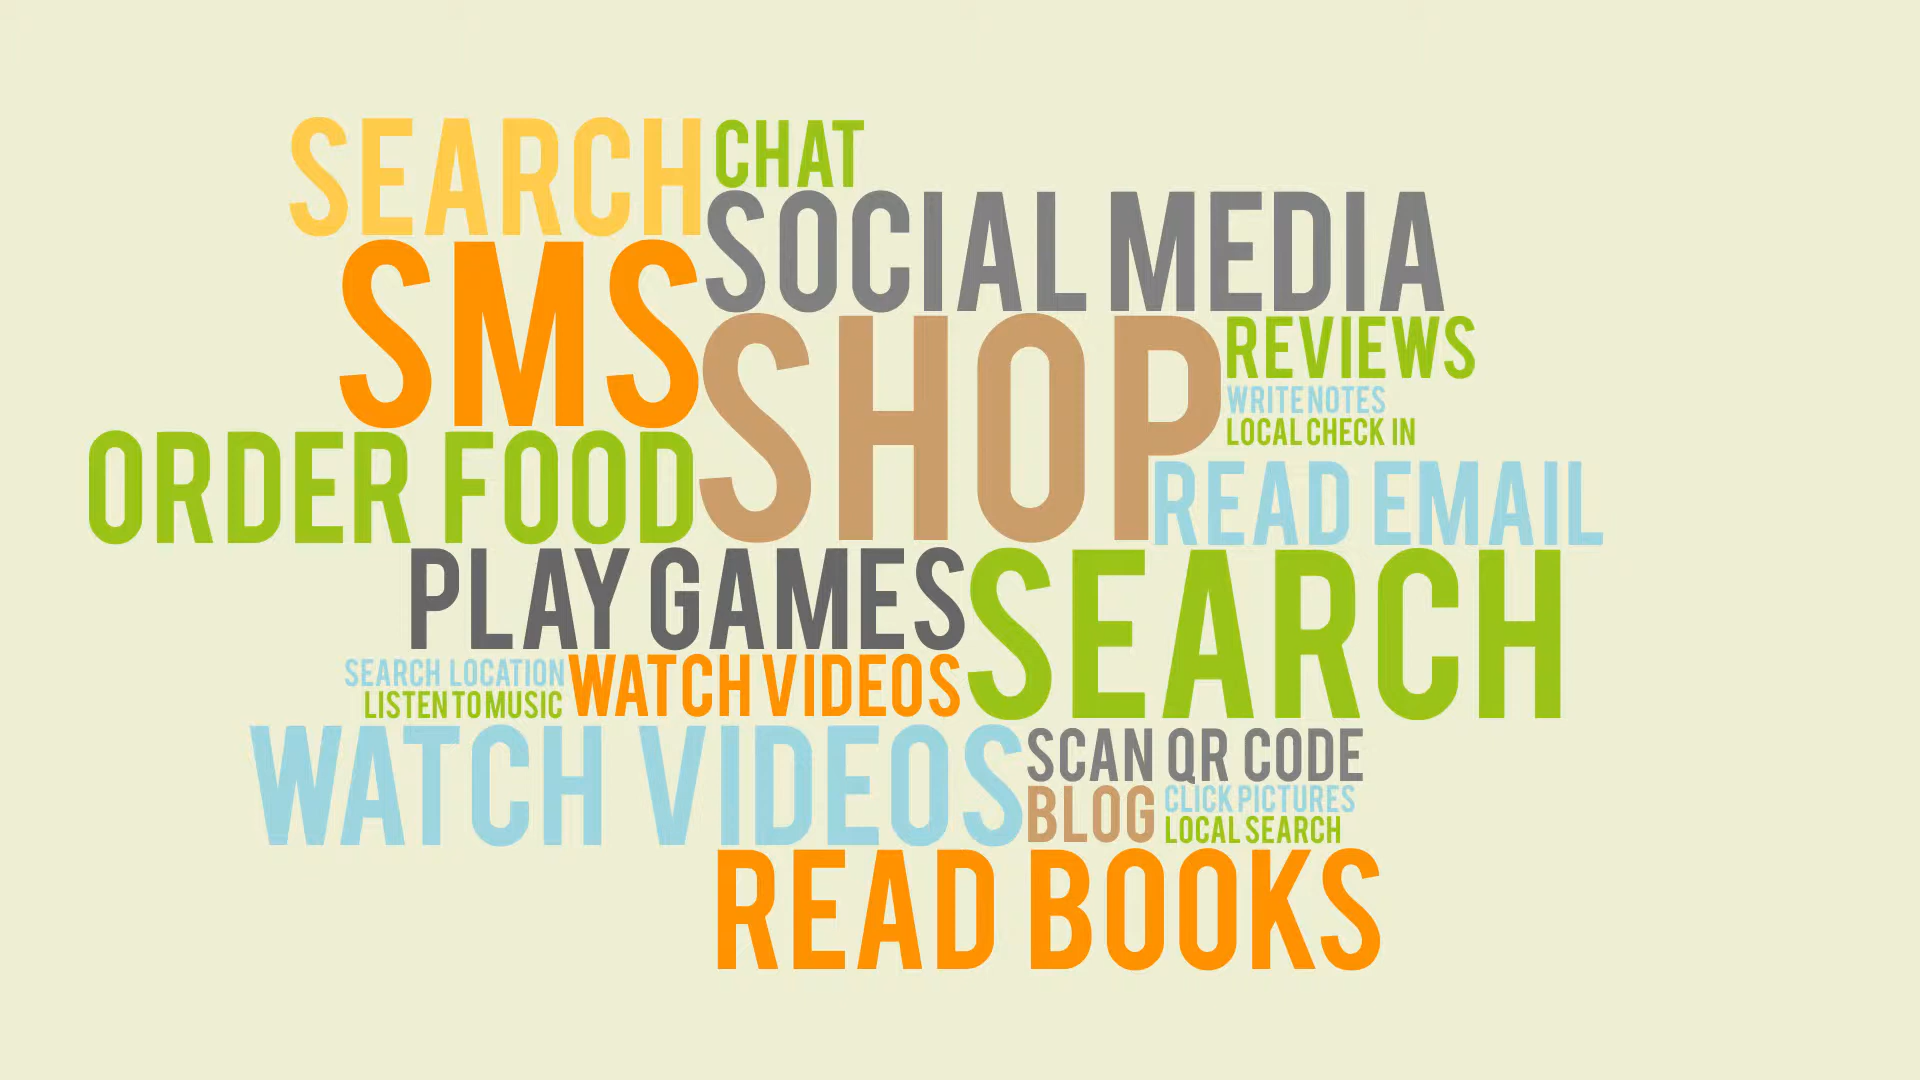 SEARCH
CHAT
SOCIAL MEDIA
SMS
SHOP
REVIEWS
WRITE NOTES
LOCAL CHECK IN
ORDER FOOD
READ EMAIL
PLAY GAMES
SEARCH
SEARCH LOCATION
LISTEN TO MUSIC
WATCH VIDEOS
WATCH VIDEOS
SCAN QR CODE
BLOG
CLICK PICTURES
LOCAL SEARCH
READ BOOKS